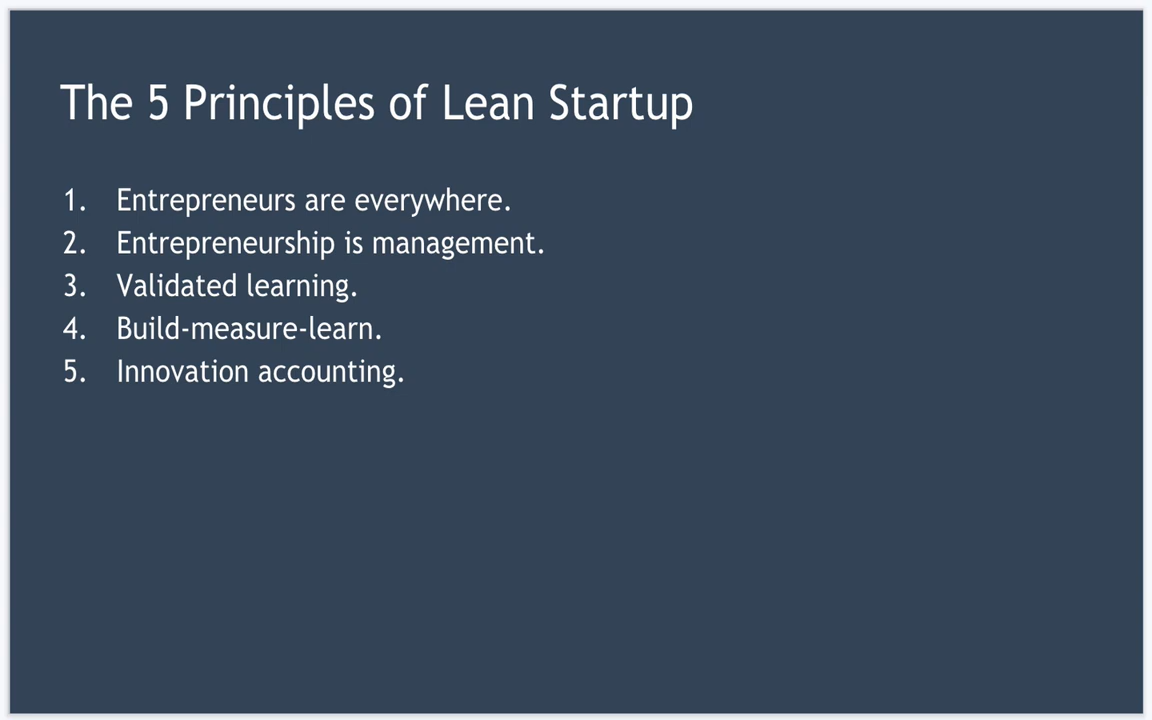 The 5 Principles of Lean Startup
1. Entrepreneurs are everywhere.
2. Entrepreneurship is management.
3. Validated learning.
4. Build-measure-learn.
5. Innovation accounting.